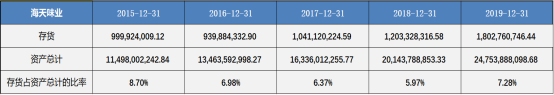 海天味业 2015-12-31 2016-12-31 2017-12-31 2018-12-31 2019-12-31
存货 999,924,009.12 939,884,332.90 1,041,120,224.59 1,203,328,316.58 1,802,760,746.44
资产总计 11,498,002,242.84 13,463,592,998.27 16,336,012,255.77 20,143,788,853.33 24,753,888,098.68
存货占资产总计的比率 8.70% 6.98% 6.37% 5.97% 7.28%